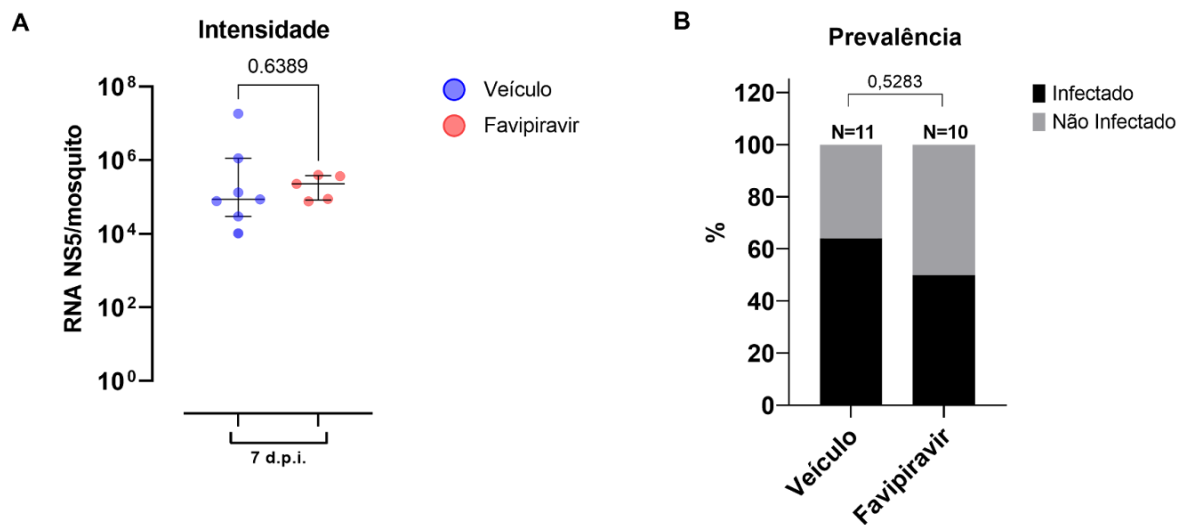 A
Intensidade
0.6389
10⁸
10⁶
10⁴
10²
10⁰
RNA NS5/mosquito
7 d.p.i.
Veículo
Favipiravir
B
Prevalência
0,5283
N=11
N=10
120
100
80
60
40
20
0
%
Veículo
Favipiravir
Infectado
Não Infectado